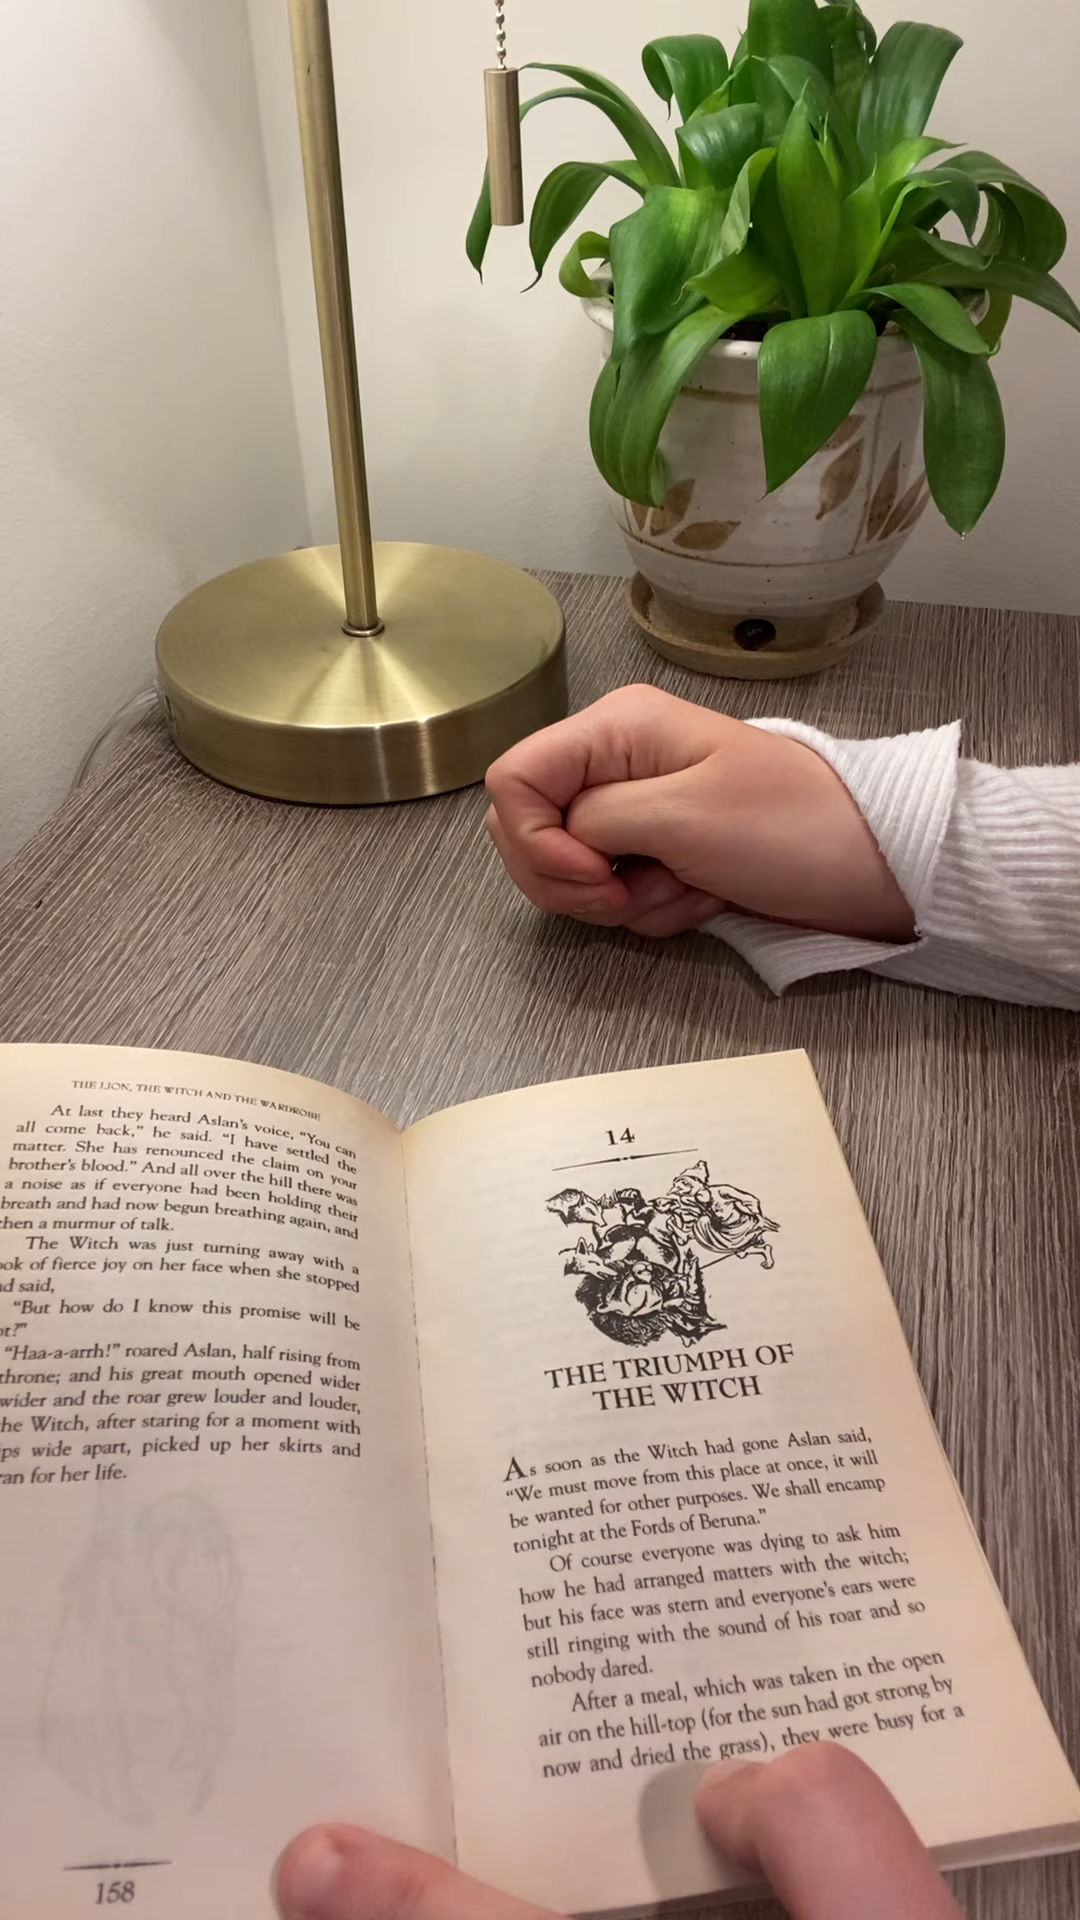 THE LION, THE WITCH AND THE WARDROBE
At last they heard Aslan's voice, “You can
all come back,” he said. “I have settled the
matter. She has renounced the claim on your
brother's blood.” And all over the hill there was
a noise as if everyone had been holding their
breath and had now begun breathing again, and
then a murmur of talk.
The Witch was just turning away with a
ook of fierce joy on her face when she stopped
nd said,
“But how do I know this promise will be
pt?”
“Haa-a-arrh!” roared Aslan, half rising from
throne; and his great mouth opened wider
wider and the roar grew louder and louder,
he Witch, after staring for a moment with
ips wide apart, picked up her skirts and
ran for her life.
158
14
THE TRIUMPH OF
THE WITCH
As soon as the Witch had gone Aslan said,
“We must move from this place at once, it will
be wanted for other purposes. We shall encamp
tonight at the Fords of Beruna.”
Of course everyone was dying to ask him
how he had arranged matters with the witch;
but his face was stern and everyone's ears were
still ringing with the sound of his roar and so
nobody dared.
After a meal, which was taken in the open
air on the hill-top (for the sun had got strong by
now and dried the grass), they were busy for a